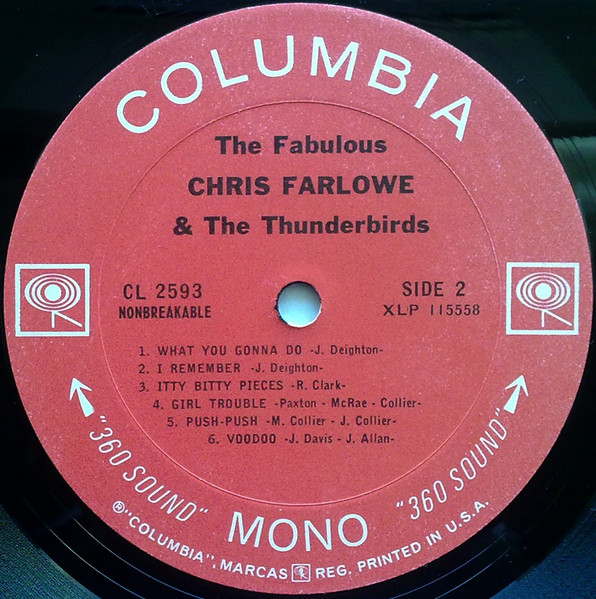 COLUMBIA
The Fabulous
CHRIS FARLOWE
& The Thunderbirds
CL 2593
NONBREAKABLE
SIDE 2
XLP 115558
1. WHAT YOU GONNA DO -J. Deighton-
2. I REMEMBER -J. Deighton-
3. ITTY BITTY PIECES -R. Clark-
4. GIRL TROUBLE -Paxton - McRae - Collier-
5. PUSH-PUSH -M. Collier - J. Collier-
6. VOODOO -J. Davis - J. Allan-
"360 SOUND"
MONO
"360 SOUND"
®"COLUMBIA", MARCAS REG. PRINTED IN U.S.A.